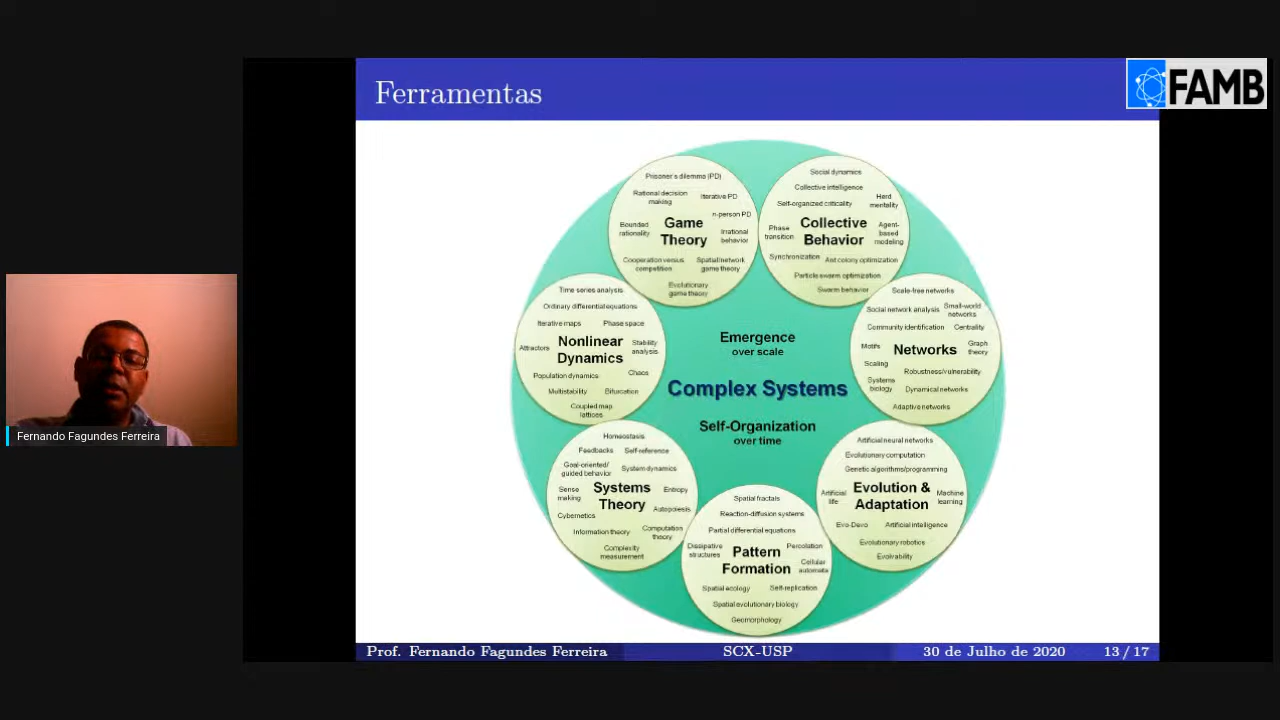 Ferramentas
FAMB
Prisoner's dilemma (PD)
Rational decision
making
Iterative PD
n-person PD
Bounded
rationality
Game
Theory
Irrational
behavior
Cooperation versus
competition
Spatial/network
game theory
Evolutionary
game theory
Social dynamics
Collective intelligence
Self-organized criticality
Herd
mentality
Phase
transition
Collective
Behavior
Agent-
based
modeling
Synchronization
Ant colony optimization
Particle swarm optimization
Swarm behavior
Time series analysis
Ordinary differential equations
Iterative maps
Phase space
Attractors
Nonlinear
Dynamics
Stability
analysis
Population dynamics
Chaos
Multistability
Bifurcation
Coupled map
lattices
Emergence
over scale
Complex Systems
Self-Organization
over time
Scale-free networks
Social network analysis
Small-world
networks
Community identification
Centrality
Motifs
Networks
Graph
theory
Scaling
Robustness/vulnerability
Systems
biology
Dynamical networks
Adaptive networks
Homeostasis
Feedbacks
Self-reference
Goal-oriented/
guided behavior
System dynamics
Sense
making
Systems
Theory
Entropy
Autopoiesis
Cybernetics
Information theory
Computation
theory
Complexity
measurement
Spatial fractals
Reaction-diffusion systems
Partial differential equations
Dissipative
structures
Pattern
Formation
Percolation
Cellular
automata
Spatial ecology
Self-replication
Spatial evolutionary biology
Geomorphology
Artificial neural networks
Evolutionary computation
Genetic algorithms/programming
Artificial
life
Evolution &
Adaptation
Machine
learning
Evo-Devo
Artificial intelligence
Evolutionary robotics
Evolvability
Fernando Fagundes Ferreira
Prof. Fernando Fagundes Ferreira
SCX-USP
30 de Julho de 2020
13 / 17